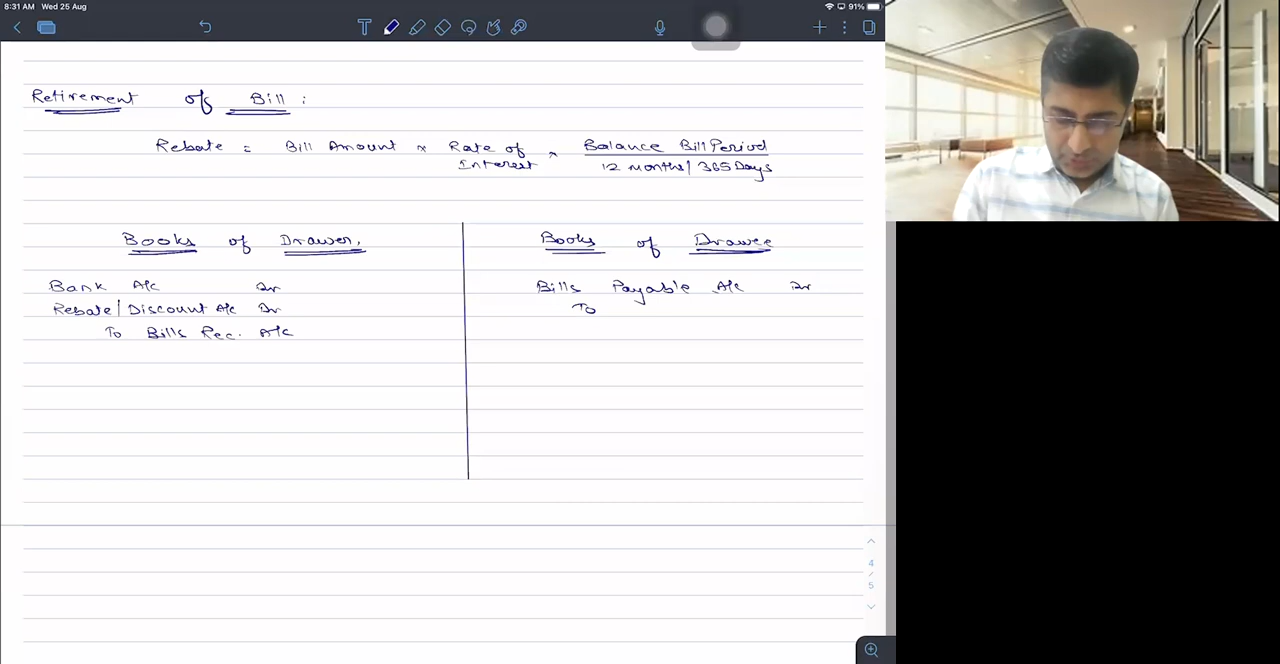 8:31 AM Wed 25 Aug
91%
T
Retirement of Bill :
Rebate = Bill Amount × Rate of Interest × Balance Bill Period
12 months / 365 Days
Books of Drawer,
Books of Drawee
Bank A/c Dr
Rebate / Discount A/c Dr
To Bills Rec. A/c
Bills Payable A/c Dr
To
4
/
5